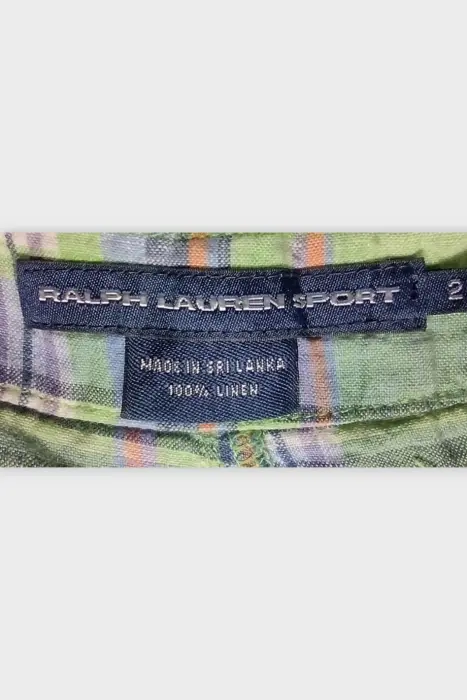 RALPH LAUREN SPORT
2
MADE IN SRI LANKA
100% LINEN